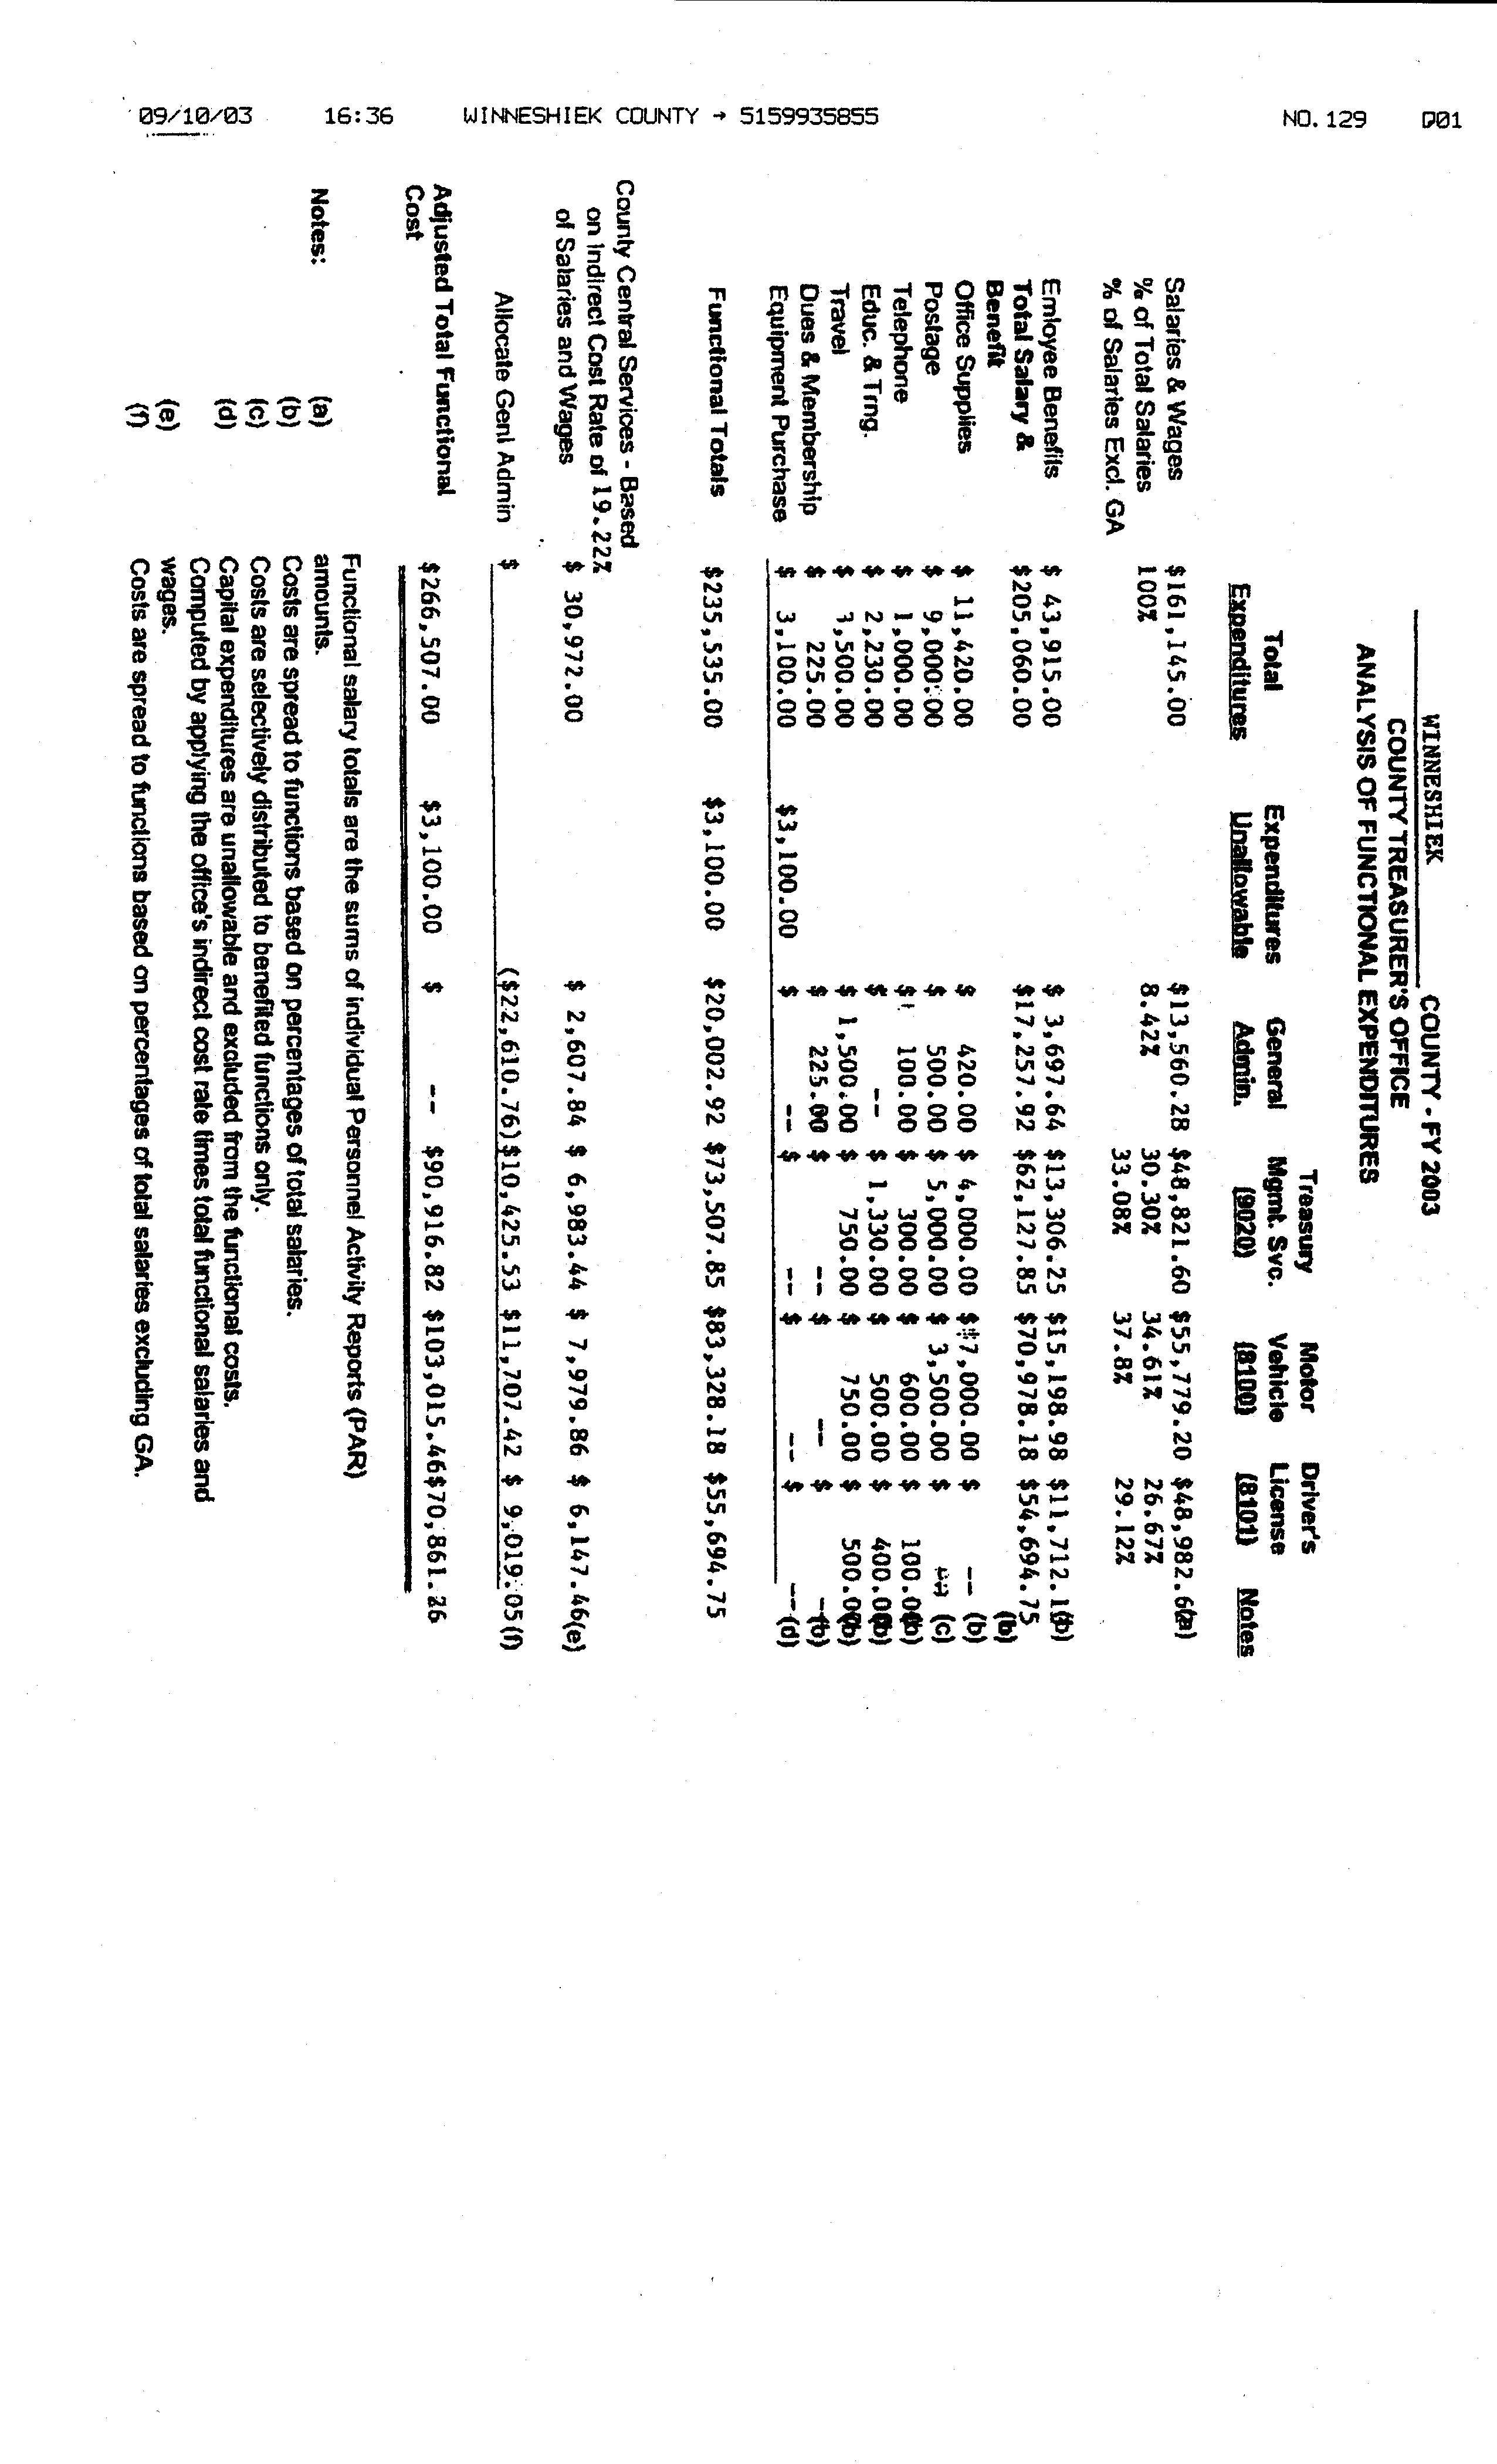 09/10/03 16:36 WINNESHIEK COUNTY → 5159935855 NO.129 D01
WINNESHIEK COUNTY - FY 2003
COUNTY TREASURER'S OFFICE
ANALYSIS OF FUNCTIONAL EXPENDITURES
Treasury Motor Driver's
Total Expenditures General Mgmt. Svc. Vehicle License
Expenditures Unallowable Admin. (9020) (8100) (8101) Notes
Salaries & Wages $161,145.00 $13,560.28 $48,821.60 $55,779.20 $48,982.6(a)
% of Total Salaries 100% 8.42% 30.30% 34.61% 26.67%
% of Salaries Excl. GA 33.08% 37.8% 29.12%
Emloyee Benefits $ 43,915.00 $ 3,697.64 $13,306.25 $15,198.98 $11,712.1(b)
Total Salary & $205,060.00 $17,257.92 $62,127.85 $70,978.18 $54,694.75
Benefit (b)
Office Supplies $ 11,420.00 $ 420.00 $ 4,000.00 $ 7,000.00 $ -- (b)
Postage $ 9,000.00 $ 500.00 $ 5,000.00 $ 3,500.00 $ (c)
Telephone $ 1,000.00 $ 100.00 $ 300.00 $ 600.00 $ 100.0(b)
Educ. & Trng. $ 2,230.00 $ -- $ 1,330.00 $ 500.00 $ 400.0(b)
Travel $ 3,500.00 $ 1,500.00 $ 750.00 $ 750.00 $ 500.0(b)
Dues & Membership $ 225.00 $ 225.00 $ -- $ -- $ --(b)
Equipment Purchase $ 3,100.00 $3,100.00 $ -- $ -- $ -- $ --(d)
Functional Totals $235,535.00 $3,100.00 $20,002.92 $73,507.85 $83,328.18 $55,694.75
County Central Services - Based
on Indirect Cost Rate of 19.22%
of Salaries and Wages $ 30,972.00 $ 2,607.84 $ 6,983.44 $ 7,979.86 $ 6,147.46(e)
Allocate Genl Admin $ ($22,610.76) $10,425.53 $11,707.42 $ 9,019.05(f)
Adjusted Total Functional
Cost $266,507.00 $3,100.00 $ -- $90,916.82 $103,015.46 $70,861.26
Functional salary totals are the sums of individual Personnel Activity Reports (PAR)
Notes: (a) amounts.
(b) Costs are spread to functions based on percentages of total salaries.
(c) Costs are selectively distributed to benefited functions only.
(d) Capital expenditures are unallowable and excluded from the functional costs.
Computed by applying the office's indirect cost rate times total functional salaries and
(e) wages.
(f) Costs are spread to functions based on percentages of total salaries excluding GA.